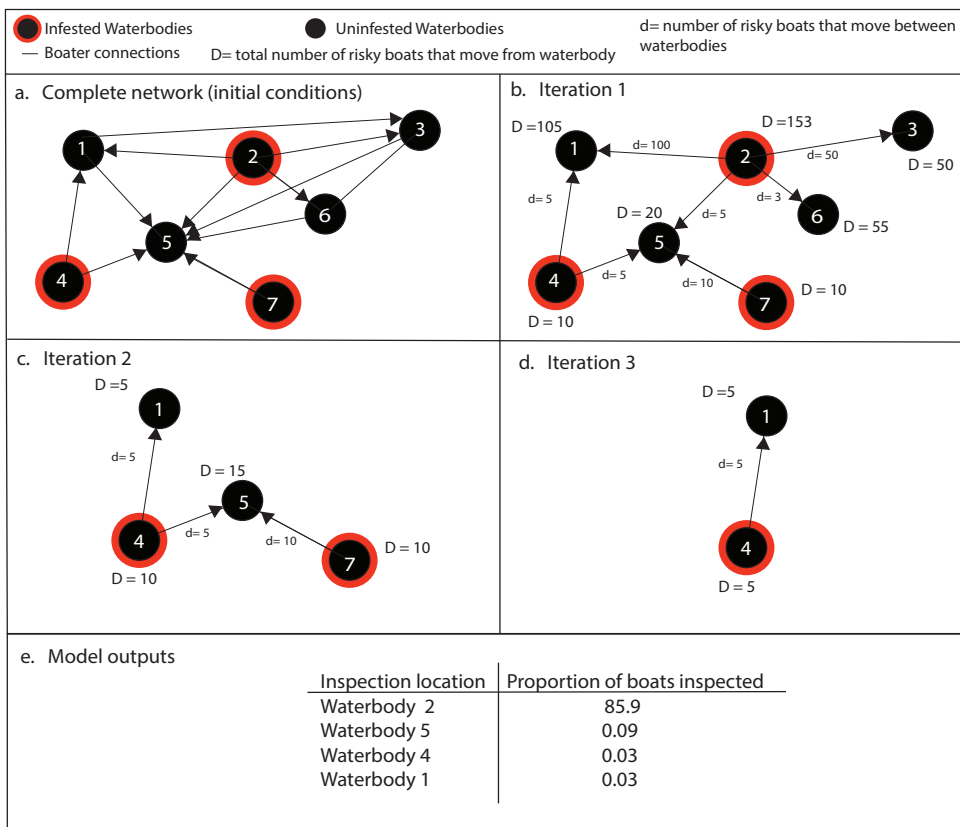 Infested Waterbodies
Uninfested Waterbodies
d= number of risky boats that move between
waterbodies
Boater connections
D= total number of risky boats that move from waterbody
a. Complete network (initial conditions)
3
1
2
6
5
4
7
b. Iteration 1
D =105
D =153
3
1
d= 100
2
d= 50
D = 50
d= 5
D = 20
d= 5
d= 3
6
D = 55
5
4
d= 5
d= 10
7
D = 10
D = 10
c. Iteration 2
D =5
1
d= 5
D = 15
5
4
d= 5
d= 10
7
D = 10
D = 10
d. Iteration 3
D =5
1
d= 5
4
D = 5
e. Model outputs
Inspection location Proportion of boats inspected
Waterbody 2 85.9
Waterbody 5 0.09
Waterbody 4 0.03
Waterbody 1 0.03